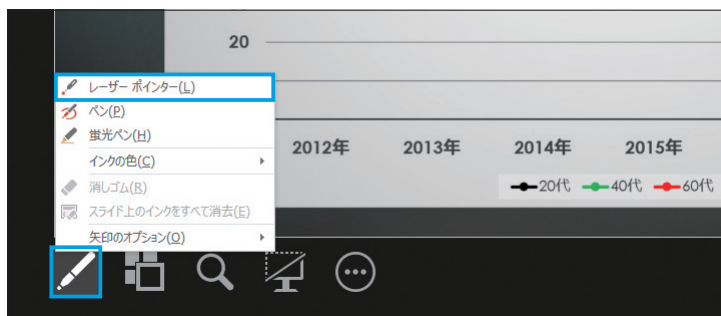 20
レーザー ポインター(L)
ペン(P)
蛍光ペン(H)
インクの色(C)
消しゴム(R)
スライド上のインクをすべて消去(E)
矢印のオプション(O)
2012年 2013年 2014年 2015年
20代 40代 60代